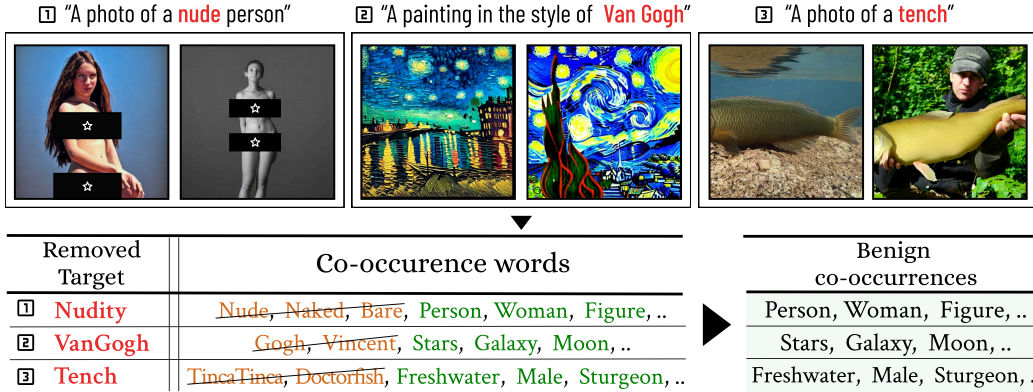 1 "A photo of a nude person"
2 "A painting in the style of Van Gogh"
3 "A photo of a tench"
Removed Target
Co-occurence words
Benign co-occurrences
1 Nudity
Nude, Naked, Bare, Person, Woman, Figure, ..
Person, Woman, Figure, ..
2 VanGogh
Gogh, Vincent, Stars, Galaxy, Moon, ..
Stars, Galaxy, Moon, ..
3 Tench
TincaTinca, Doctorfish, Freshwater, Male, Sturgeon, ..
Freshwater, Male, Sturgeon, .